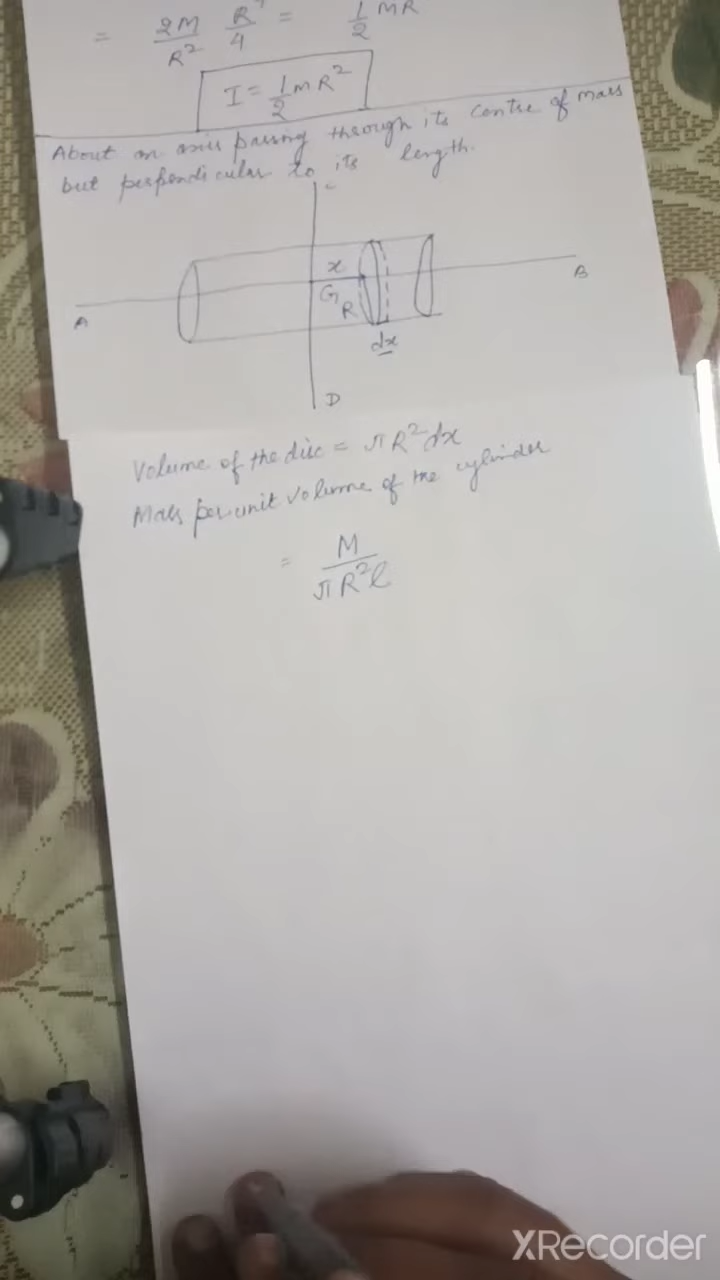 = 2M/R² R⁴/4 = 1/2 MR
I = 1/2 MR²
About an axis passing through its centre of mass
but perpendicular to its length.
C
x
G
R
dx
A
B
D
Volume of the disc = πR²dx
Mass per unit volume of the cylinder
= M/πR²l
XRecorder